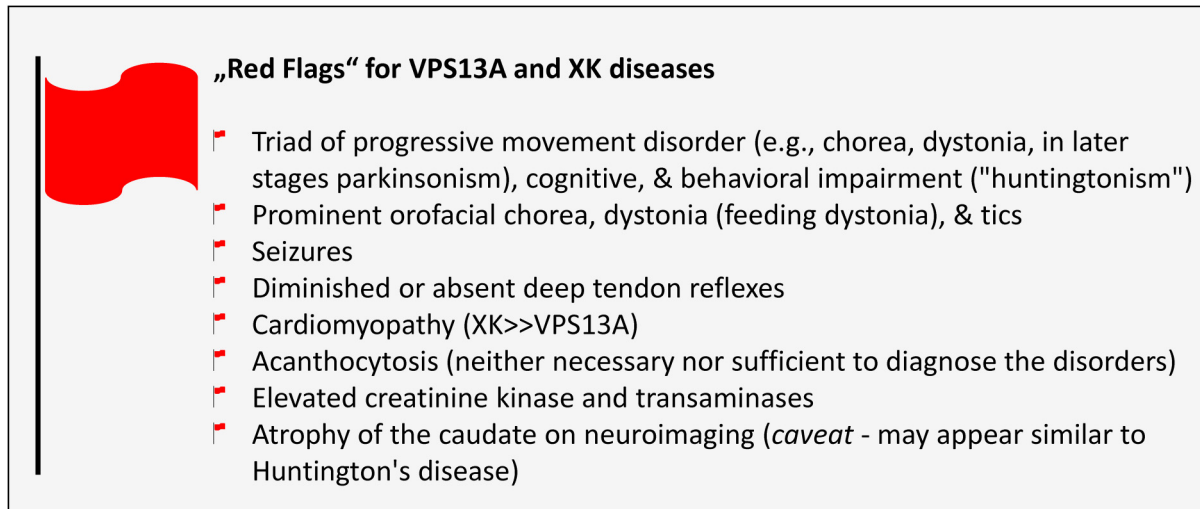 „Red Flags“ for VPS13A and XK diseases
Triad of progressive movement disorder (e.g., chorea, dystonia, in later
stages parkinsonism), cognitive, & behavioral impairment ("huntingtonism")
Prominent orofacial chorea, dystonia (feeding dystonia), & tics
Seizures
Diminished or absent deep tendon reflexes
Cardiomyopathy (XK>>VPS13A)
Acanthocytosis (neither necessary nor sufficient to diagnose the disorders)
Elevated creatinine kinase and transaminases
Atrophy of the caudate on neuroimaging (caveat - may appear similar to
Huntington's disease)